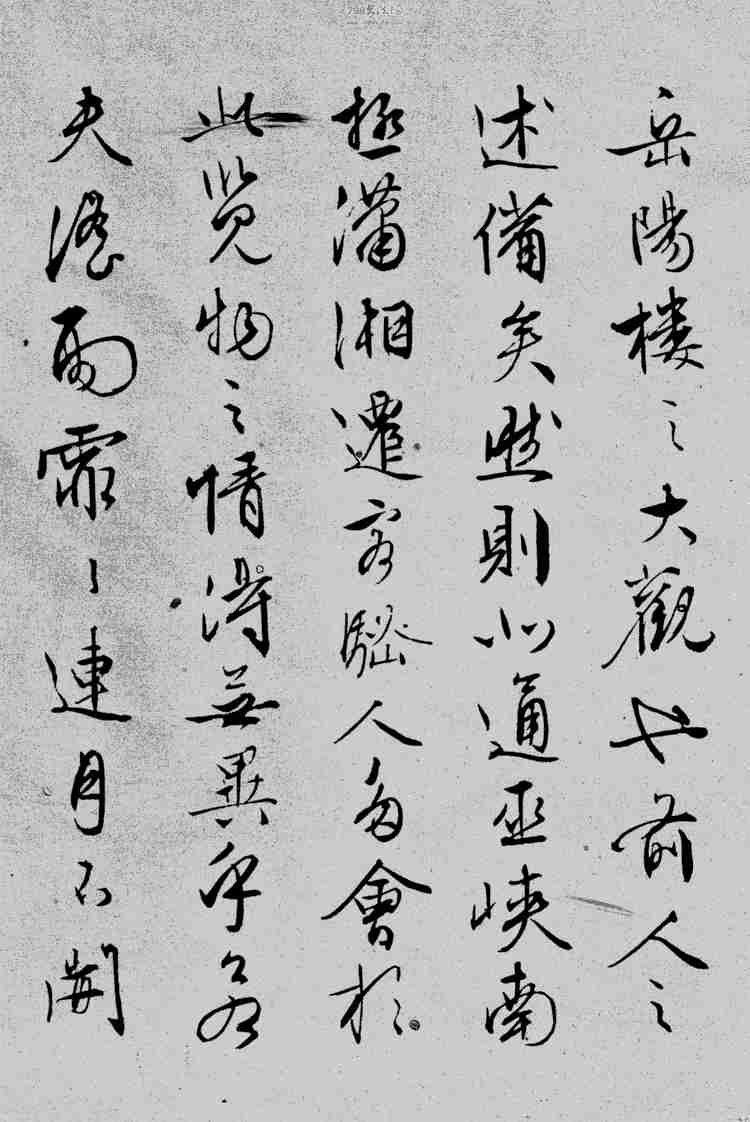 岳陽樓之大觀也前人之
述備矣然則北通巫峽南
極瀟湘遷客騷人多會於
此覽物之情得無異乎若
夫淫雨霏霏連月不開